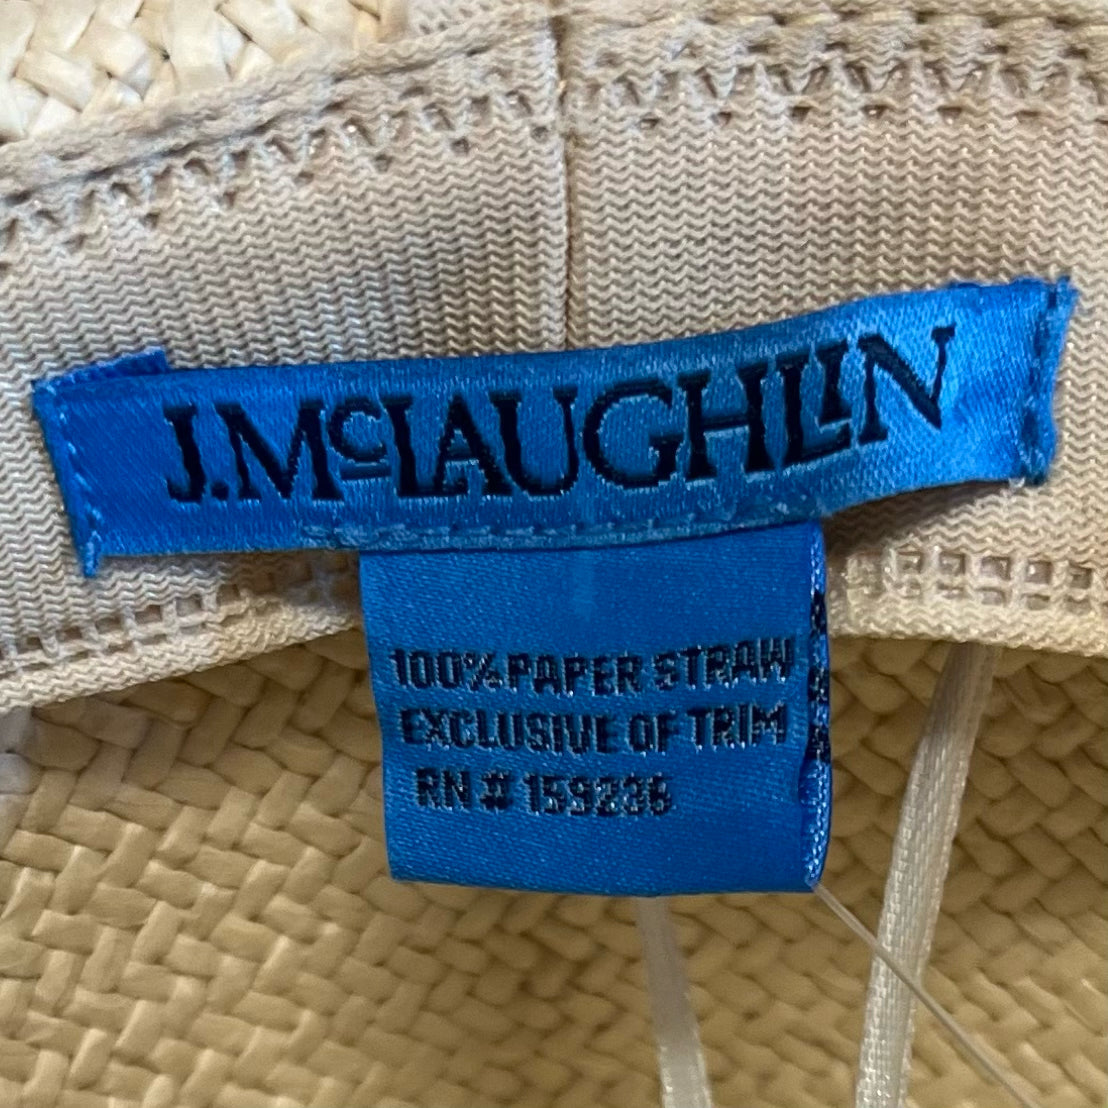 J.McLAUGHLIN
100% PAPER STRAW
EXCLUSIVE OF TRIM
RN # 159236